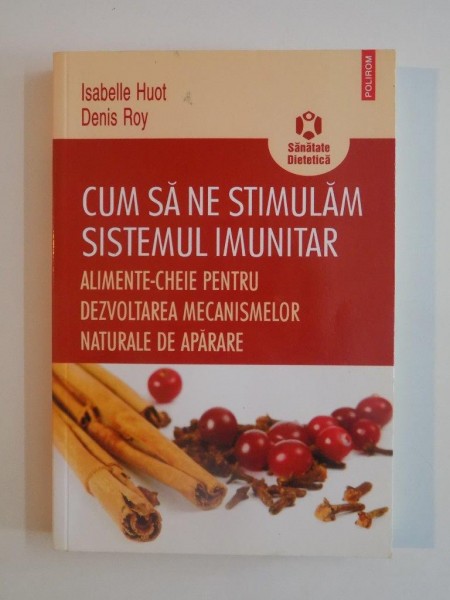 POLIROM
Isabelle Huot
Denis Roy
Sănătate
Dietetică
CUM SĂ NE STIMULĂM
SISTEMUL IMUNITAR
ALIMENTE-CHEIE PENTRU
DEZVOLTAREA MECANISMELOR
NATURALE DE APĂRARE